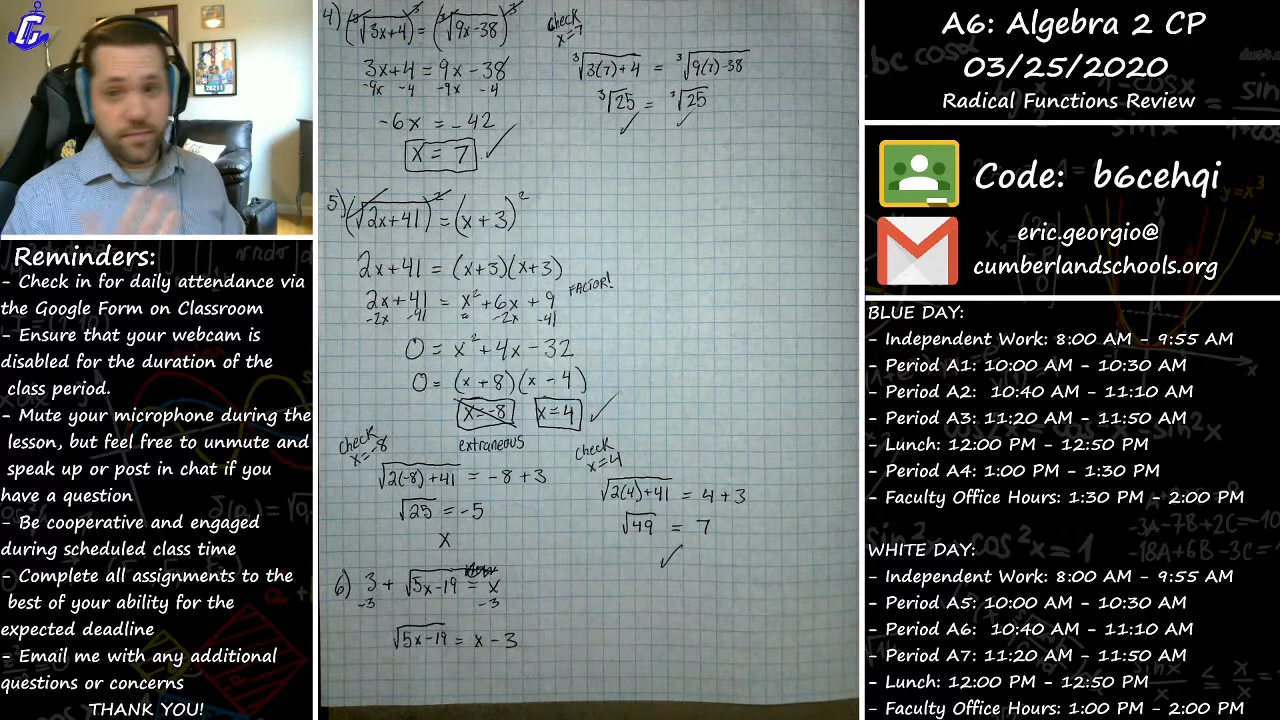 C
20211
4) (³√3x+4)³ = (³√9x-38)³
3x+4 = 9x-38
-9x -4 -9x -4
-6x = -42
x = 7 ✓
check
x=7
³√3(7)+4 = ³√9(7)-38
³√25 = ³√25
✓ ✓
5) (√2x+41)² = (x+3)²
2x+41 = (x+3)(x+3)
2x+41 = x²+6x+9 FACTOR!
-2x -41 -2x -41
0 = x²+4x-32
0 = (x+8)(x-4)
x=-8 x=4 ✓
extraneous
check
x=-8
√2(-8)+41 = -8+3
√25 = -5
x
check
x=4
√2(4)+41 = 4+3
√49 = 7
✓
6) 3+√5x-19 = x
-3 -3
√5x-19 = x-3
A6: Algebra 2 CP
03/25/2020
Radical Functions Review
Code: b6cehqi
eric.georgio@
cumberlandschools.org
Reminders:
- Check in for daily attendance via
the Google Form on Classroom
- Ensure that your webcam is
disabled for the duration of the
class period.
- Mute your microphone during the
lesson, but feel free to unmute and
speak up or post in chat if you
have a question
- Be cooperative and engaged
during scheduled class time
- Complete all assignments to the
best of your ability for the
expected deadline
- Email me with any additional
questions or concerns
THANK YOU!
BLUE DAY:
- Independent Work: 8:00 AM - 9:55 AM
- Period A1: 10:00 AM - 10:30 AM
- Period A2: 10:40 AM - 11:10 AM
- Period A3: 11:20 AM - 11:50 AM
- Lunch: 12:00 PM - 12:50 PM
- Period A4: 1:00 PM - 1:30 PM
- Faculty Office Hours: 1:30 PM - 2:00 PM
WHITE DAY:
- Independent Work: 8:00 AM - 9:55 AM
- Period A5: 10:00 AM - 10:30 AM
- Period A6: 10:40 AM - 11:10 AM
- Period A7: 11:20 AM - 11:50 AM
- Lunch: 12:00 PM - 12:50 PM
- Faculty Office Hours: 1:00 PM - 2:00 PM